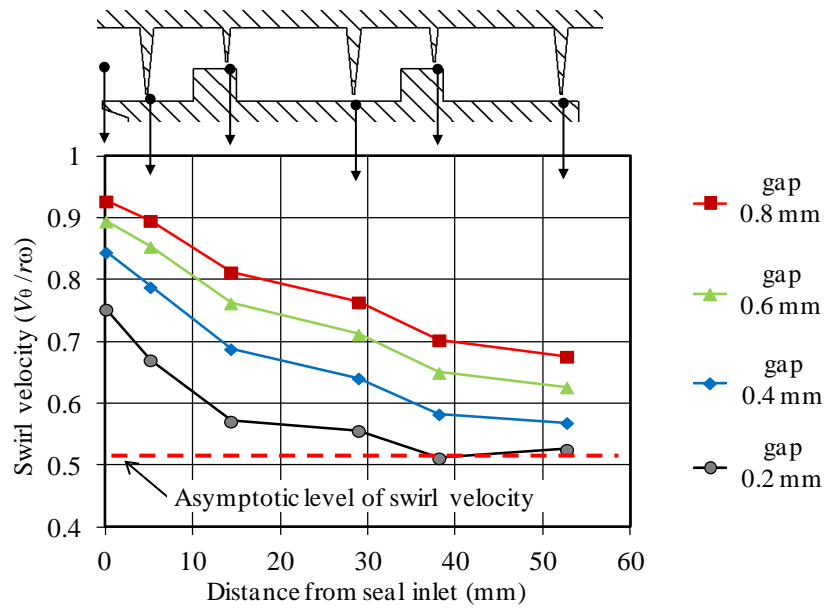 1
0.9
0.8
0.7
0.6
0.5
0.4
Swirl velocity (Vθ/rω)
Asymptotic level of swirl velocity
0 10 20 30 40 50 60
Distance from seal inlet (mm)
gap
0.8 mm
gap
0.6 mm
gap
0.4 mm
gap
0.2 mm